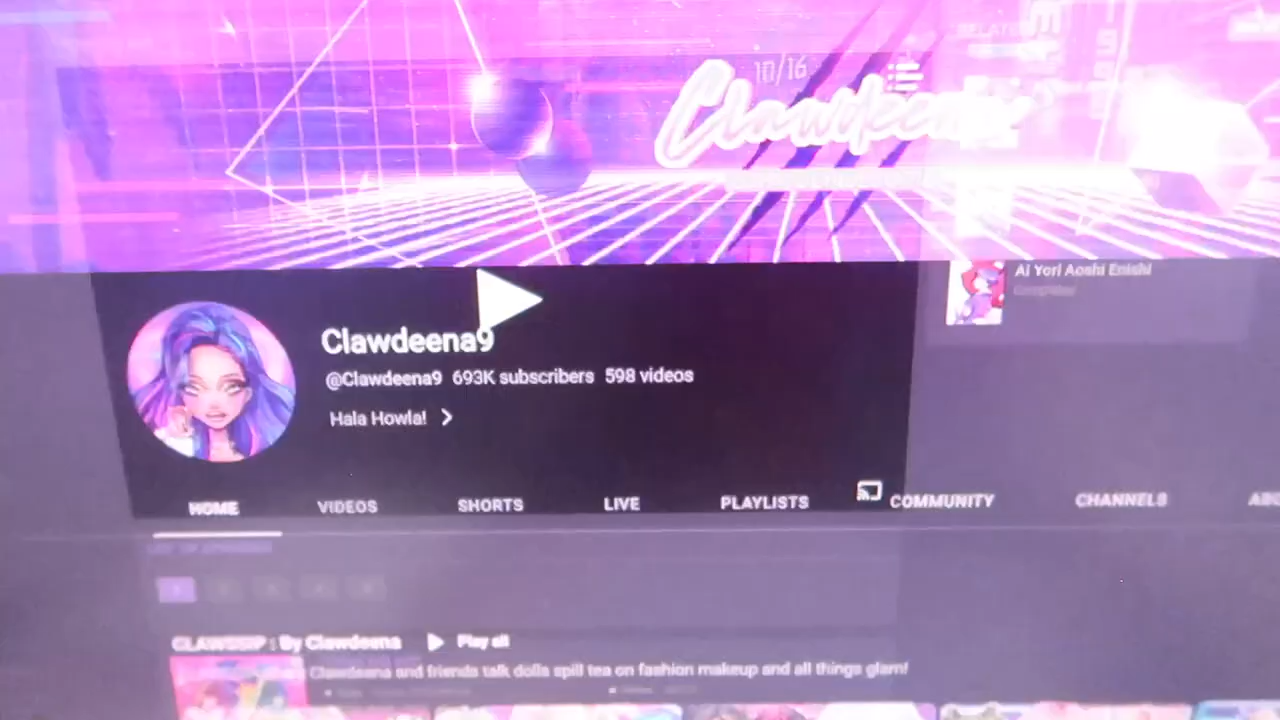 10/16
Clawdeena9
Ai Yori Aoshi Enishi
Clawdeena9
@Clawdeena9 693K subscribers 598 videos
Hala Howla!
HOME VIDEOS SHORTS LIVE PLAYLISTS COMMUNITY CHANNELS
CLAWSSIP : By Clawdeena Play all
Clawdeena and friends talk dolls spill tea on fashion makeup and all things glam!